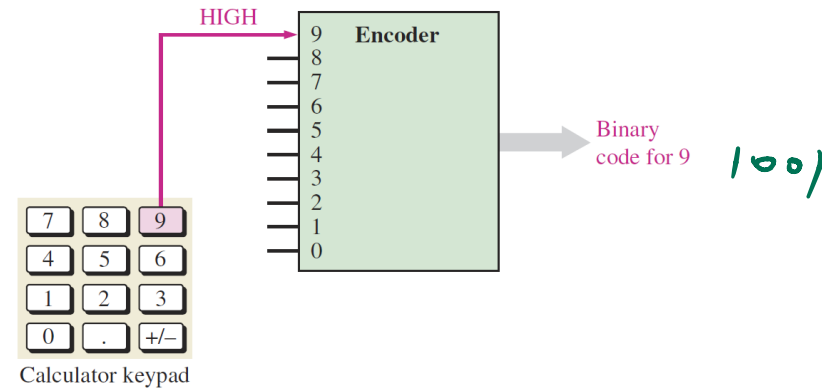 HIGH
9 Encoder
8
7
6
5
4
3
2
1
0
Binary
code for 9
1001
7 8 9
4 5 6
1 2 3
0 . +/–
Calculator keypad